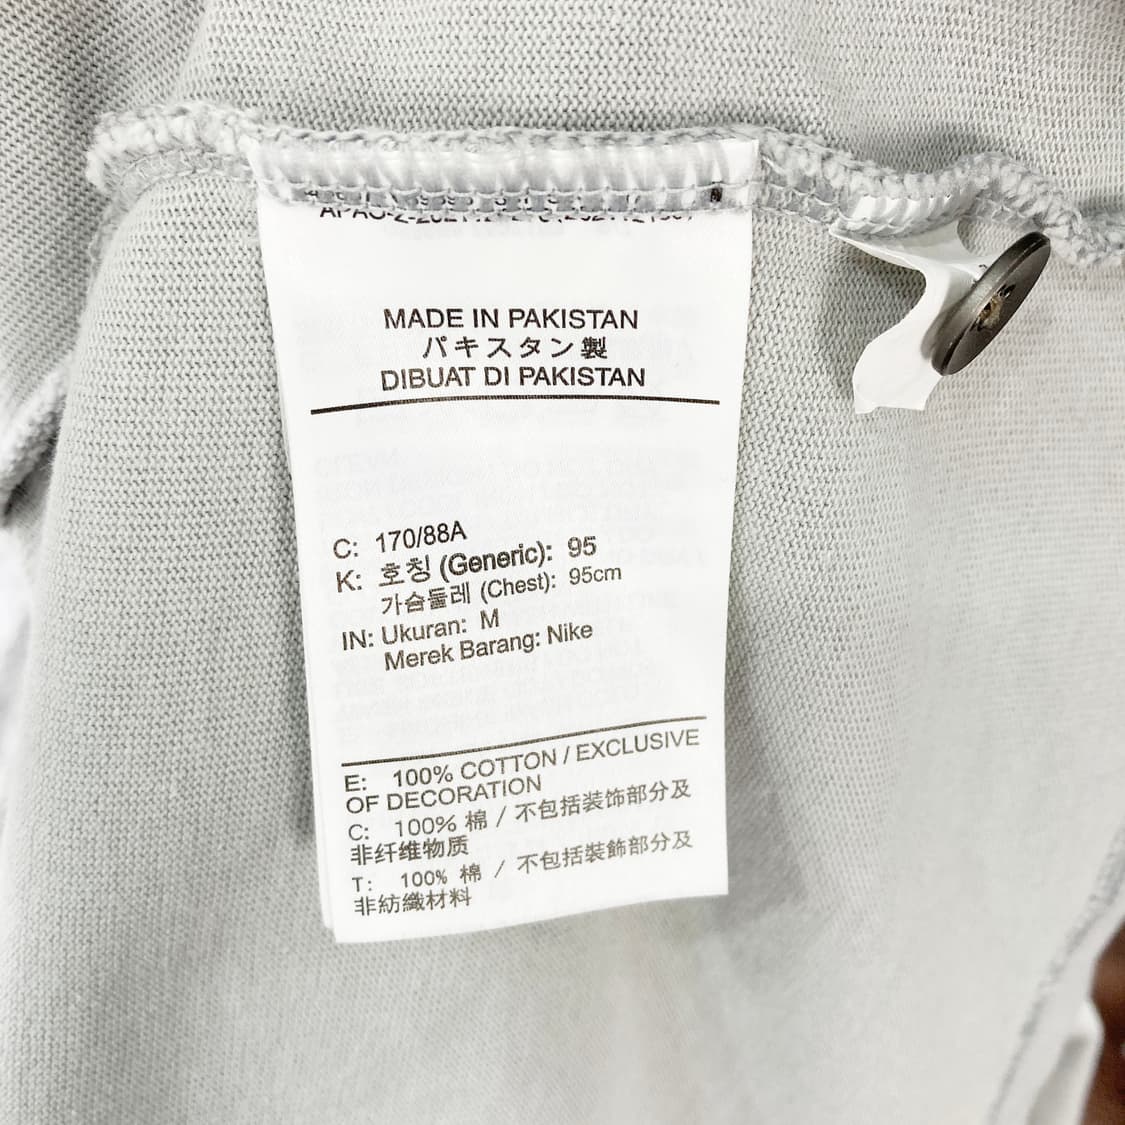 MADE IN PAKISTAN
パキスタン製
DIBUAT DI PAKISTAN
C: 170/88A
K: 호칭 (Generic): 95
가슴둘레 (Chest): 95cm
IN: Ukuran: M
Merek Barang: Nike
E: 100% COTTON / EXCLUSIVE
OF DECORATION
C: 100% 棉 / 不包括装饰部分及
非纤维物质
T: 100% 棉 / 不包括裝飾部分及
非紡織材料